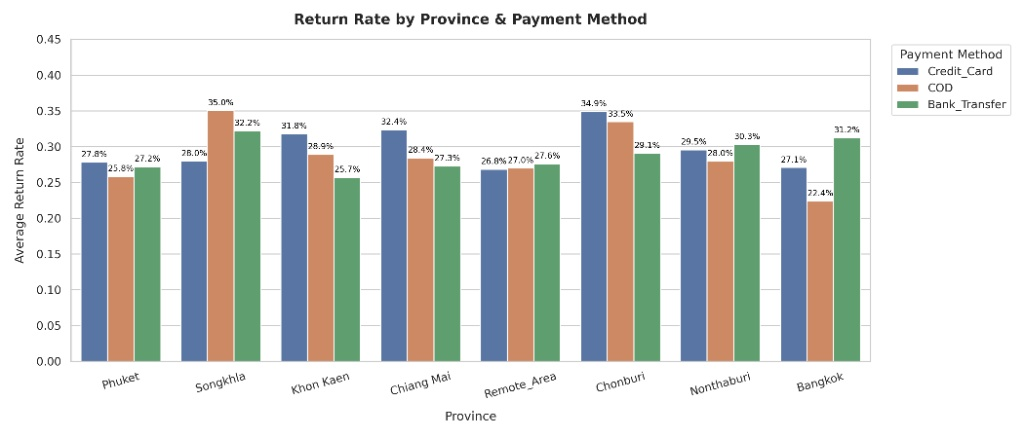 Return Rate by Province & Payment Method
Payment Method
Credit_Card
COD
Bank_Transfer
Average Return Rate
0.45
0.40
0.35
0.30
0.25
0.20
0.15
0.10
0.05
0.00
27.8% 25.8% 27.2%
28.0% 35.0% 32.2%
31.8% 28.9% 25.7%
32.4% 28.4% 27.3%
26.8% 27.0% 27.6%
34.9% 33.5% 29.1%
29.5% 28.0% 30.3%
27.1% 22.4% 31.2%
Phuket Songkhla Khon Kaen Chiang Mai Remote_Area Chonburi Nonthaburi Bangkok
Province